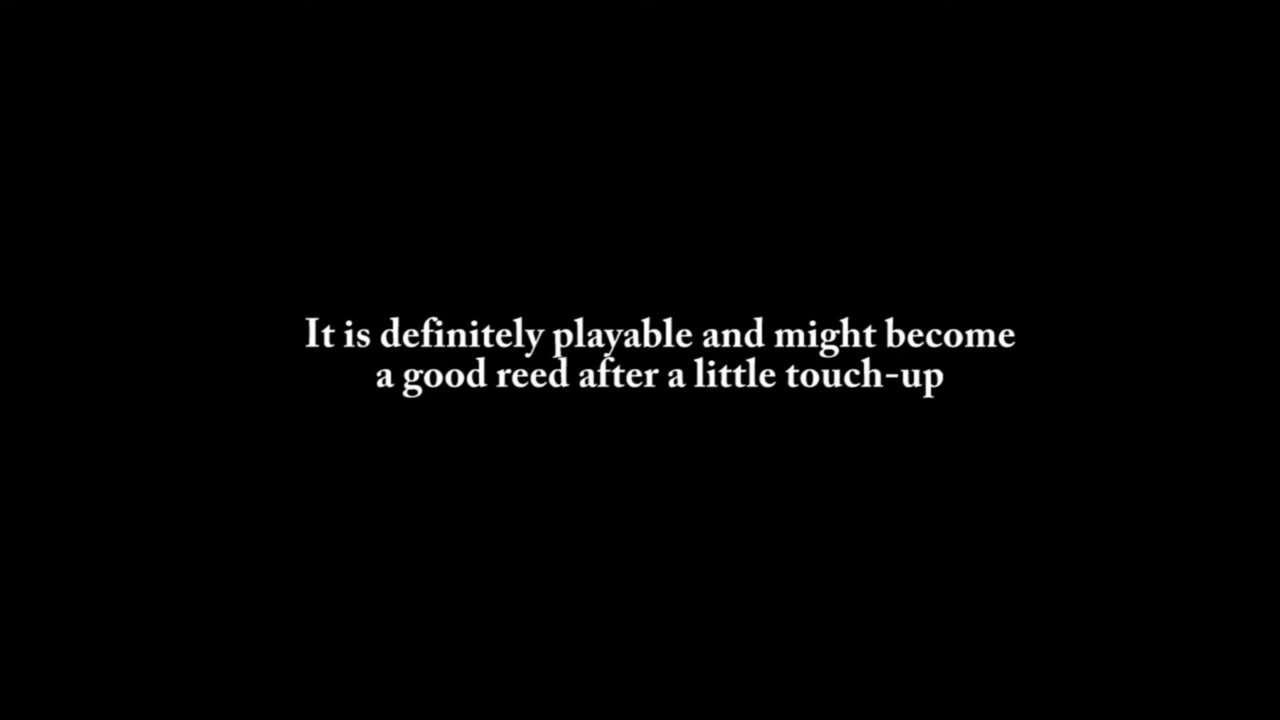 It is definitely playable and might become
a good reed after a little touch-up